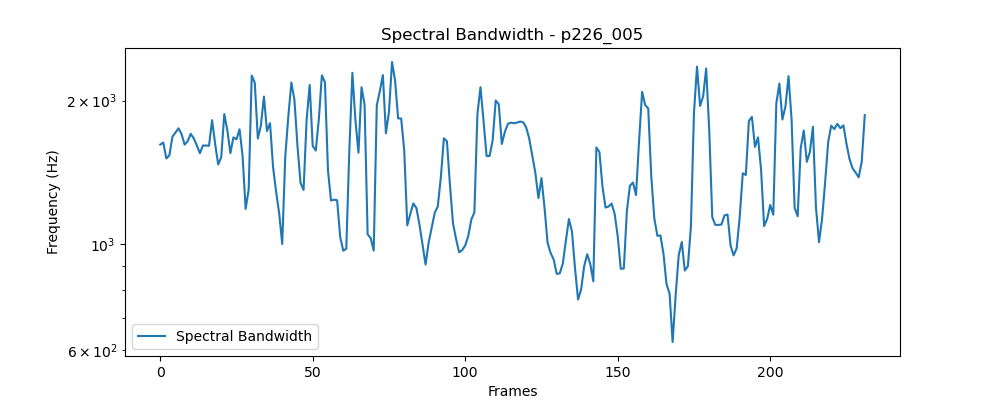 Spectral Bandwidth - p226_005
Frequency (Hz)
2 × 10³
10³
6 × 10²
Spectral Bandwidth
0 50 100 150 200
Frames